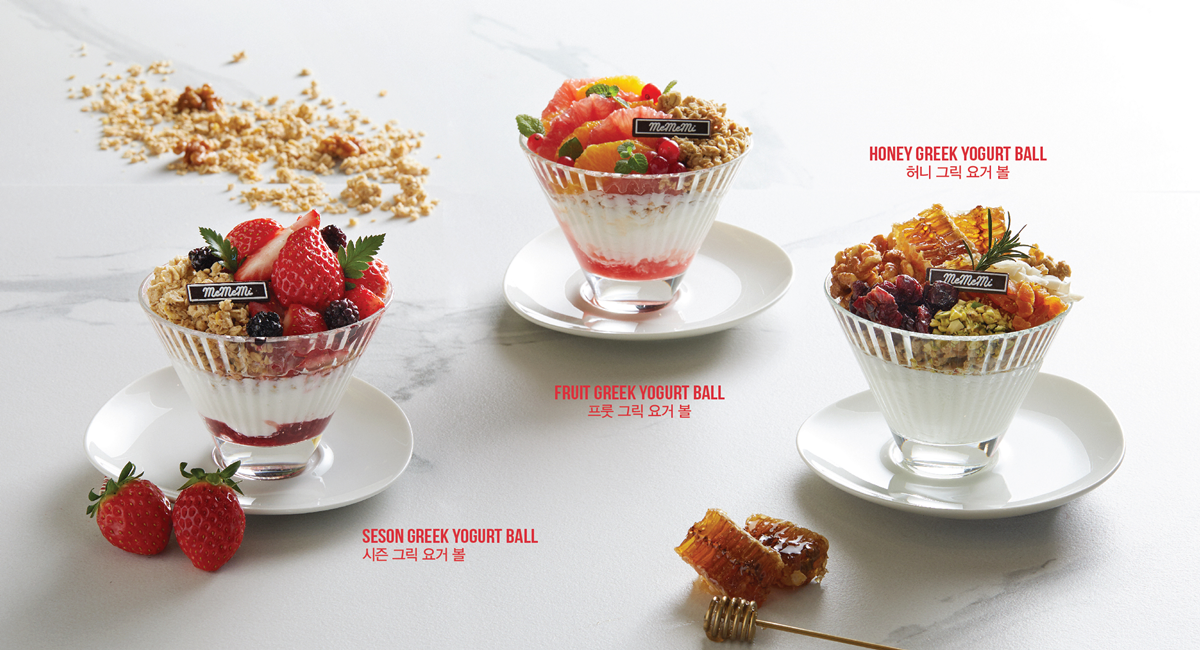 MeMeMi
HONEY GREEK YOGURT BALL
허니 그릭 요거 볼
MeMeMi
MeMeMi
FRUIT GREEK YOGURT BALL
프룻 그릭 요거 볼
SESON GREEK YOGURT BALL
시즌 그릭 요거 볼